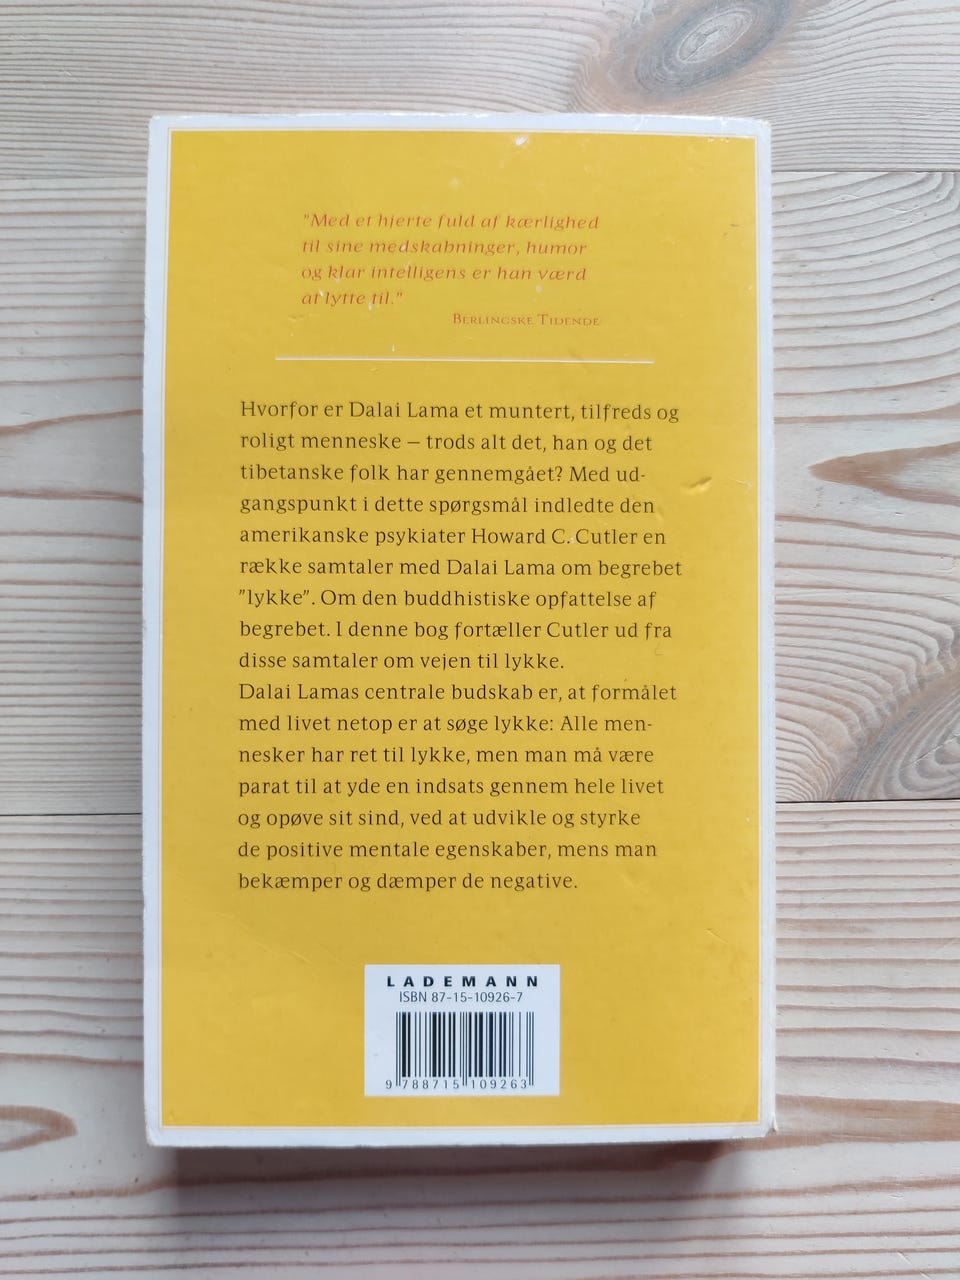 "Med et hjerte fuld af kærlighed
til sine medskabninger, humor
og klar intelligens er han værd
at lytte til."
BERLINGSKE TIDENDE
Hvorfor er Dalai Lama et muntert, tilfreds og
roligt menneske – trods alt det, han og det
tibetanske folk har gennemgået? Med ud-
gangspunkt i dette spørgsmål indledte den
amerikanske psykiater Howard C. Cutler en
række samtaler med Dalai Lama om begrebet
"lykke". Om den buddhistiske opfattelse af
begrebet. I denne bog fortæller Cutler ud fra
disse samtaler om vejen til lykke.
Dalai Lamas centrale budskab er, at formålet
med livet netop er at søge lykke: Alle men-
nesker har ret til lykke, men man må være
parat til at yde en indsats gennem hele livet
og opøve sit sind, ved at udvikle og styrke
de positive mentale egenskaber, mens man
bekæmper og dæmper de negative.
LADEMANN
ISBN 87-15-10926-7
9 788715 109263